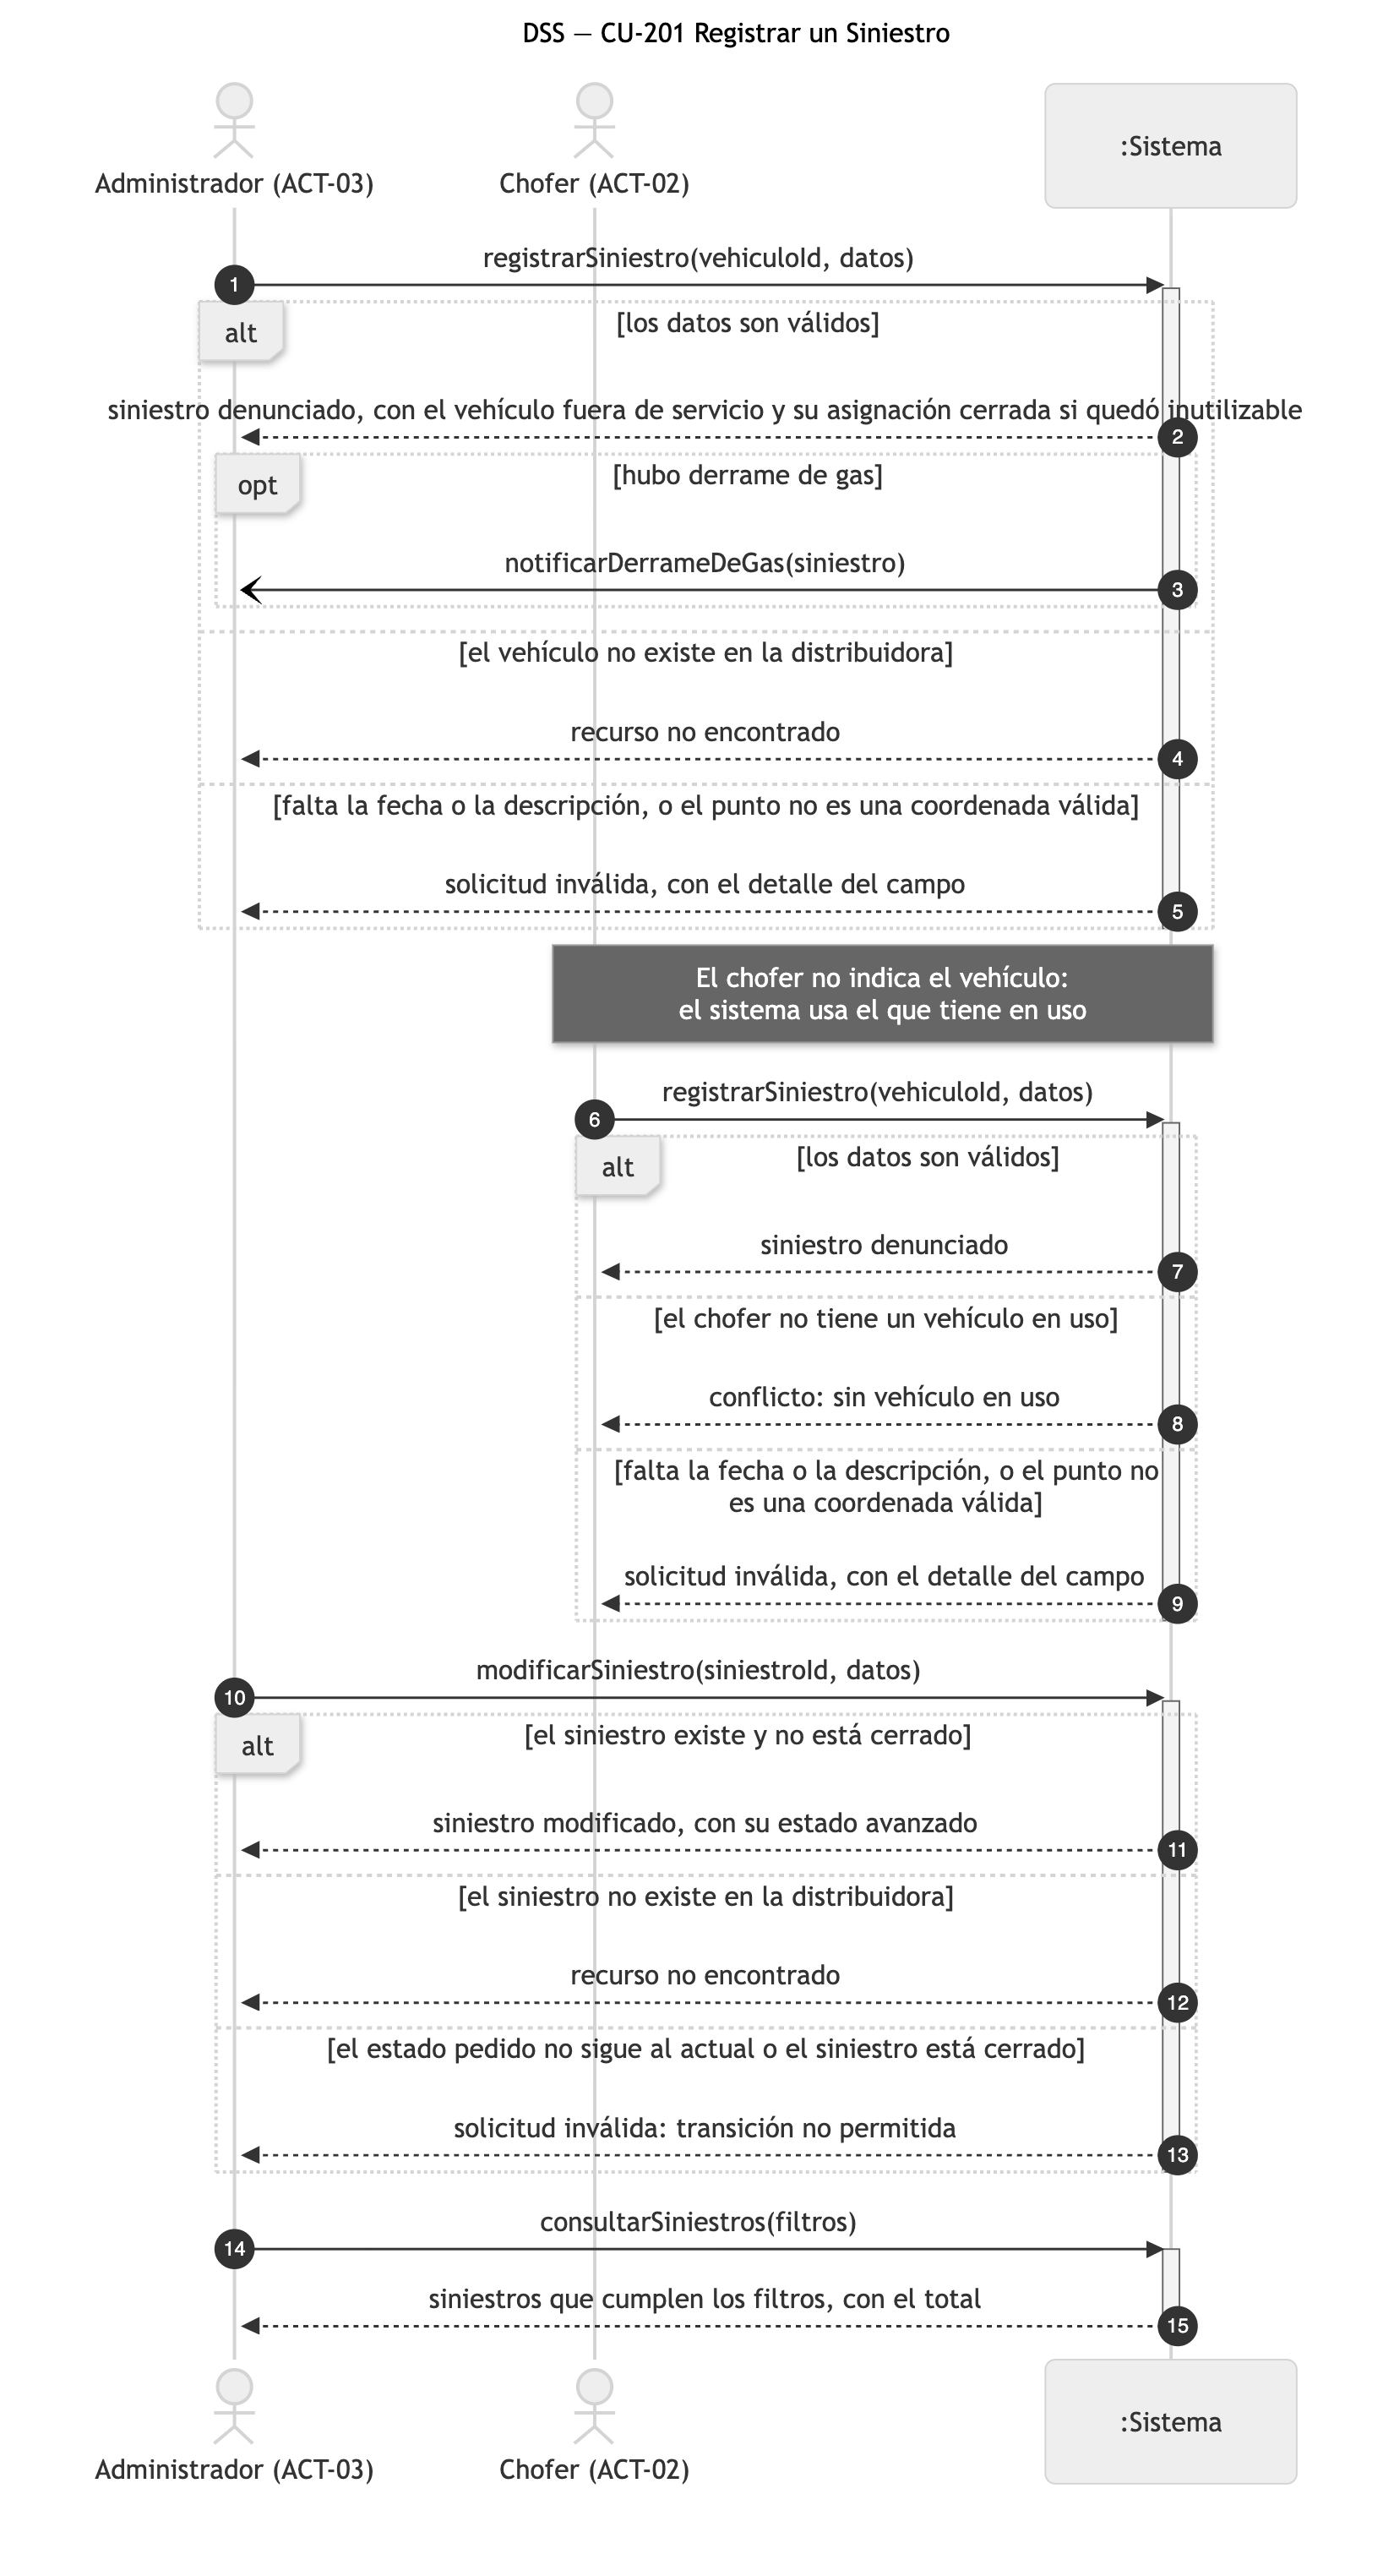 DSS — CU-201 Registrar un Siniestro
Administrador (ACT-03)
Chofer (ACT-02)
:Sistema
registrarSiniestro(vehiculoId, datos)
1
alt
[los datos son válidos]
siniestro denunciado, con el vehículo fuera de servicio y su asignación cerrada si quedó inutilizable
2
opt
[hubo derrame de gas]
notificarDerrameDeGas(siniestro)
3
[el vehículo no existe en la distribuidora]
recurso no encontrado
4
[falta la fecha o la descripción, o el punto no es una coordenada válida]
solicitud inválida, con el detalle del campo
5
El chofer no indica el vehículo:
el sistema usa el que tiene en uso
registrarSiniestro(vehiculoId, datos)
6
alt
[los datos son válidos]
siniestro denunciado
7
[el chofer no tiene un vehículo en uso]
conflicto: sin vehículo en uso
8
[falta la fecha o la descripción, o el punto no
es una coordenada válida]
solicitud inválida, con el detalle del campo
9
modificarSiniestro(siniestroId, datos)
10
alt
[el siniestro existe y no está cerrado]
siniestro modificado, con su estado avanzado
11
[el siniestro no existe en la distribuidora]
recurso no encontrado
12
[el estado pedido no sigue al actual o el siniestro está cerrado]
solicitud inválida: transición no permitida
13
consultarSiniestros(filtros)
14
siniestros que cumplen los filtros, con el total
15
Administrador (ACT-03)
Chofer (ACT-02)
:Sistema